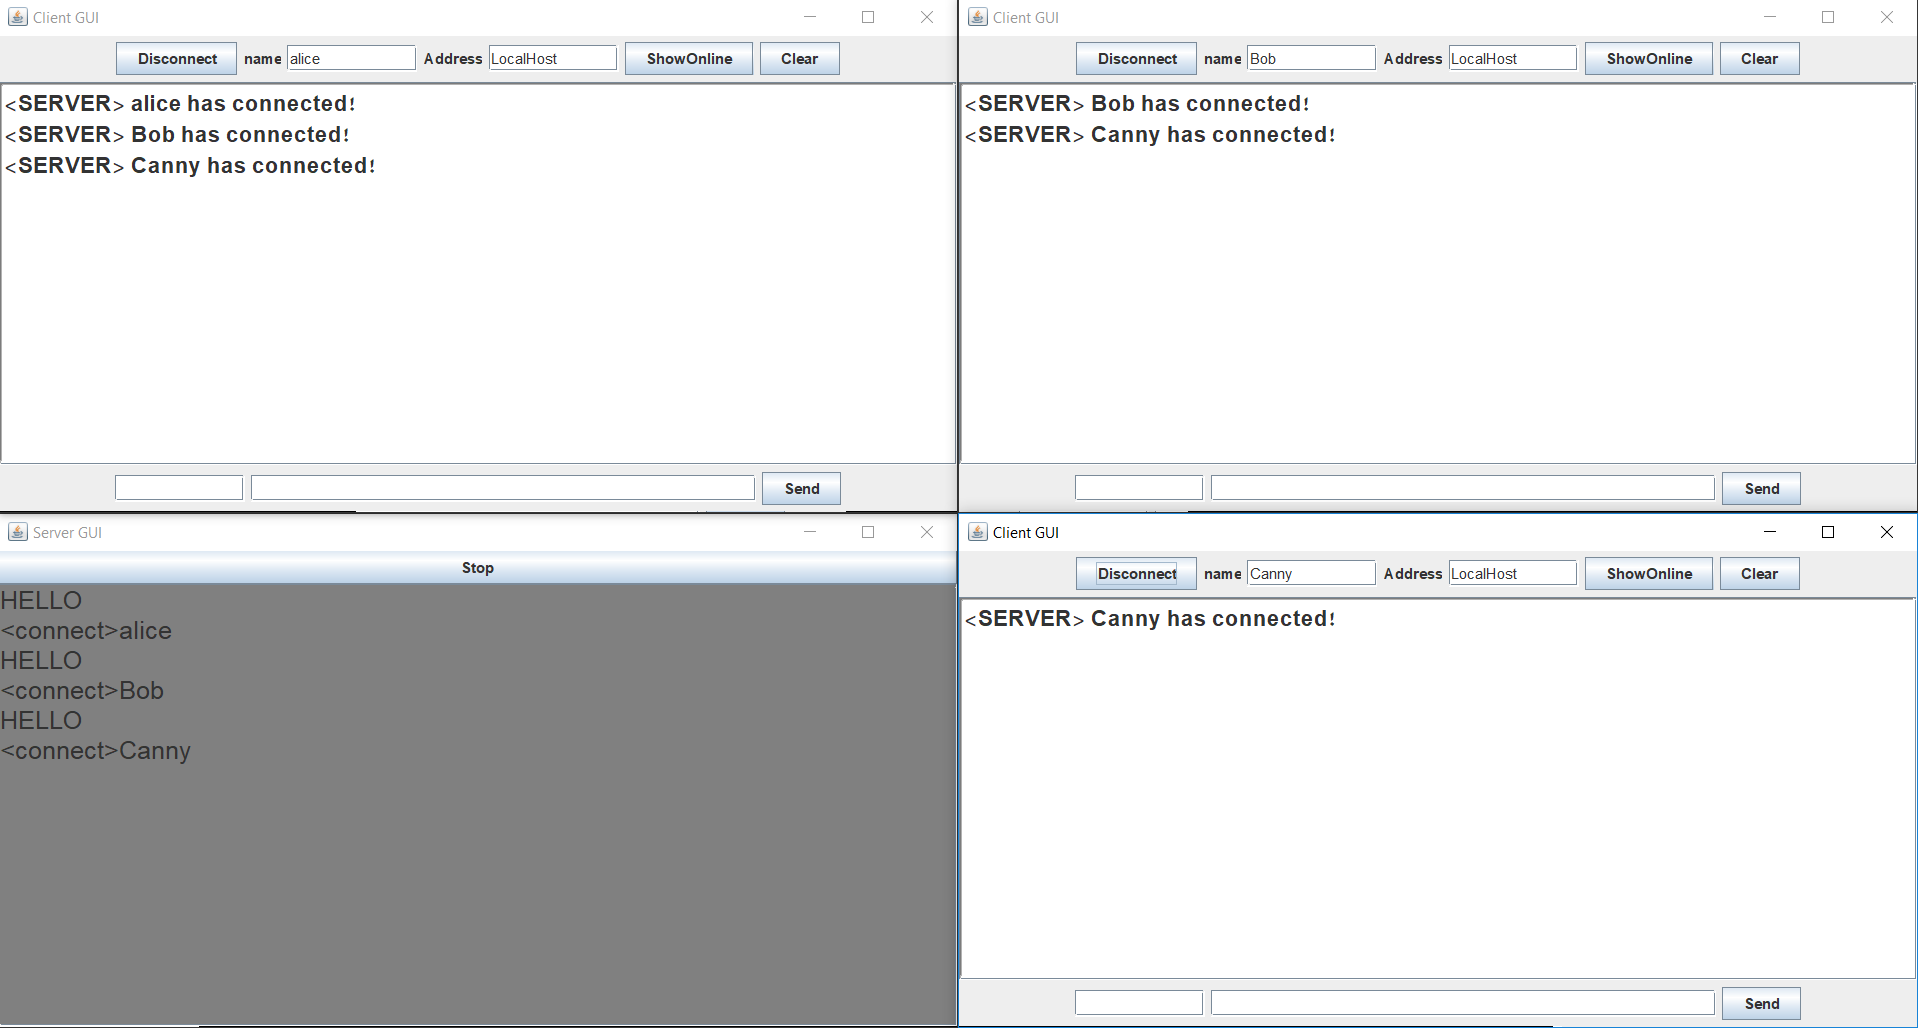 Client GUI
Disconnect name alice Address LocalHost ShowOnline Clear
<SERVER> alice has connected!
<SERVER> Bob has connected!
<SERVER> Canny has connected!
Send
Client GUI
Disconnect name Bob Address LocalHost ShowOnline Clear
<SERVER> Bob has connected!
<SERVER> Canny has connected!
Send
Server GUI
Stop
HELLO
<connect>alice
HELLO
<connect>Bob
HELLO
<connect>Canny
Client GUI
Disconnect name Canny Address LocalHost ShowOnline Clear
<SERVER> Canny has connected!
Send